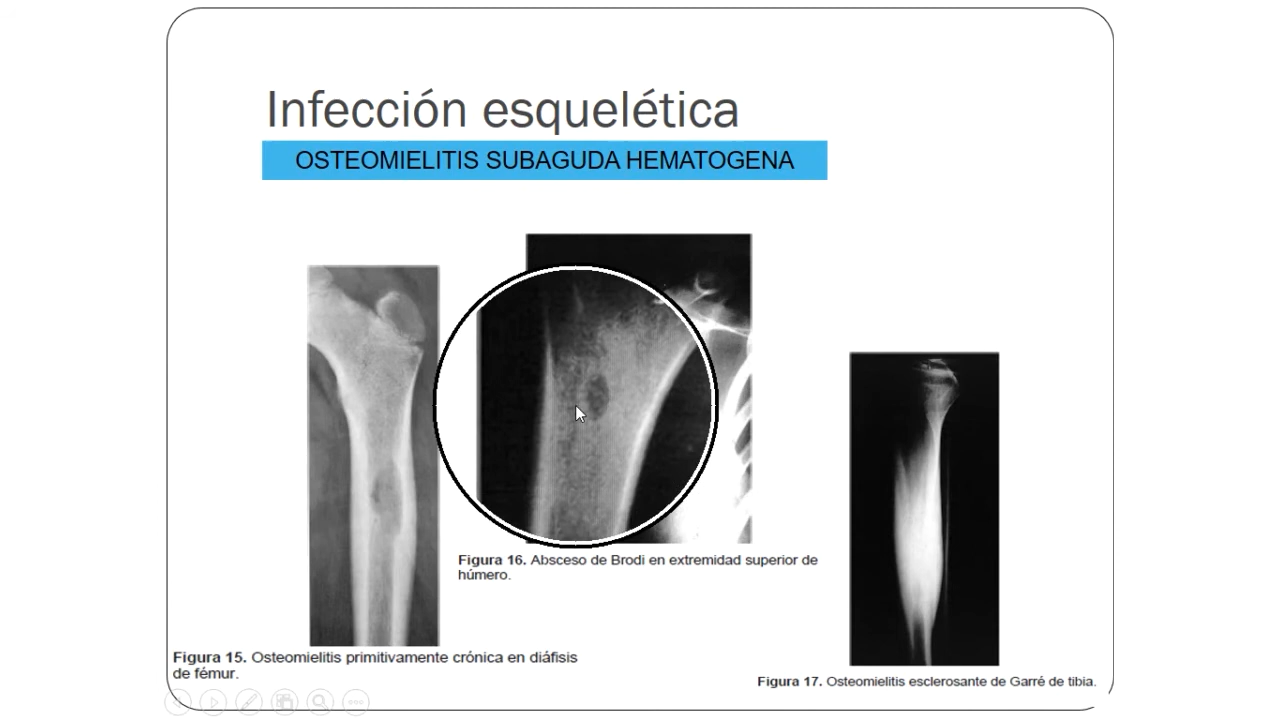 Infección esquelética
OSTEOMIELITIS SUBAGUDA HEMATOGENA
Figura 16. Absceso de Brodi en extremidad superior de
húmero.
Figura 15. Osteomielitis primitivamente crónica en diáfisis
de fémur.
Figura 17. Osteomielitis esclerosante de Garré de tibia.